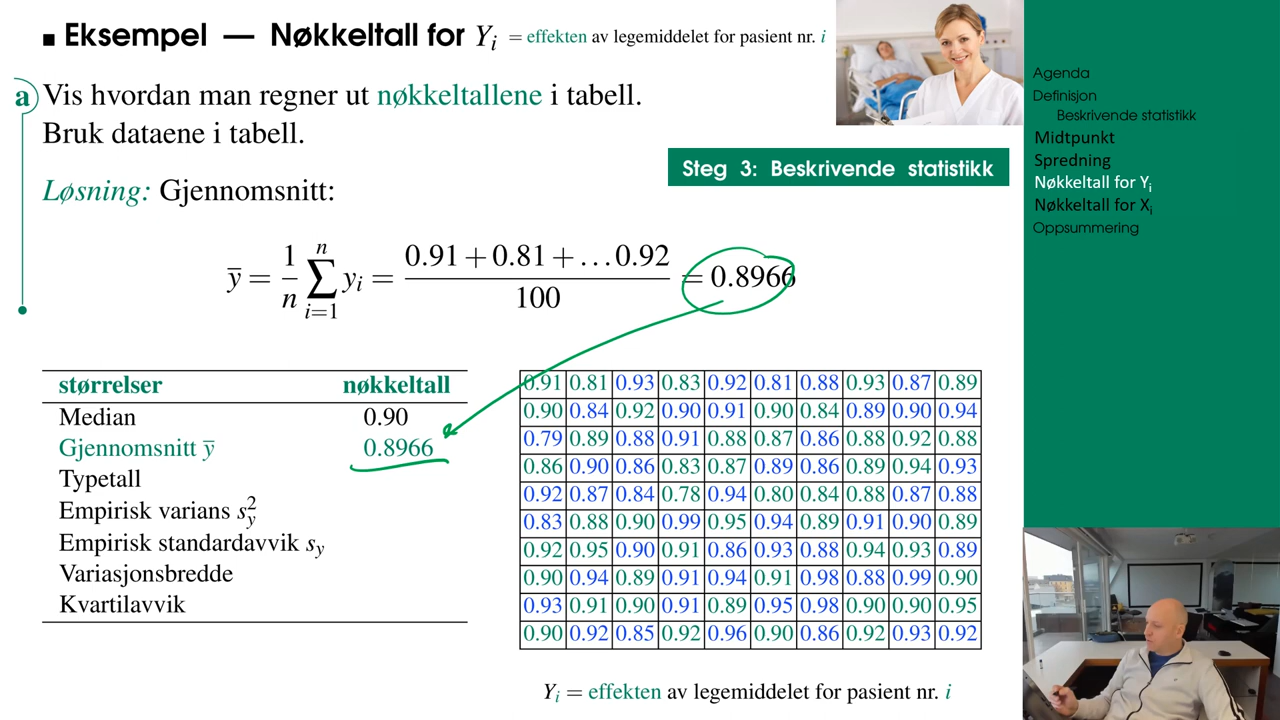 Eksempel — Nøkkeltall for Yᵢ = effekten av legemiddelet for pasient nr. i
a Vis hvordan man regner ut nøkkeltallene i tabell.
Bruk dataene i tabell.
Steg 3: Beskrivende statistikk
Løsning: Gjennomsnitt:
ȳ = 1/n ∑ⁿᵢ₌₁ yᵢ = (0.91 + 0.81 + ...0.92)/100 = 0.8966
størrelser nøkkeltall
Median 0.90
Gjennomsnitt ȳ 0.8966
Typetall
Empirisk varians s²y
Empirisk standardavvik sy
Variasjonsbredde
Kvartilavvik
0.91 0.81 0.93 0.83 0.92 0.81 0.88 0.93 0.87 0.89
0.90 0.84 0.92 0.90 0.91 0.90 0.84 0.89 0.90 0.94
0.79 0.89 0.88 0.91 0.88 0.87 0.86 0.88 0.92 0.88
0.86 0.90 0.86 0.83 0.87 0.89 0.86 0.89 0.94 0.93
0.92 0.87 0.84 0.78 0.94 0.80 0.84 0.88 0.87 0.88
0.83 0.88 0.90 0.99 0.95 0.94 0.89 0.91 0.90 0.89
0.92 0.95 0.90 0.91 0.86 0.93 0.88 0.94 0.93 0.89
0.90 0.94 0.89 0.91 0.94 0.91 0.98 0.88 0.99 0.90
0.93 0.91 0.90 0.91 0.89 0.95 0.98 0.90 0.90 0.95
0.90 0.92 0.85 0.92 0.96 0.90 0.86 0.92 0.93 0.92
Yᵢ = effekten av legemiddelet for pasient nr. i
Agenda
Definisjon
Beskrivende statistikk
Midtpunkt
Spredning
Nøkkeltall for Yᵢ
Nøkkeltall for Xᵢ
Oppsummering